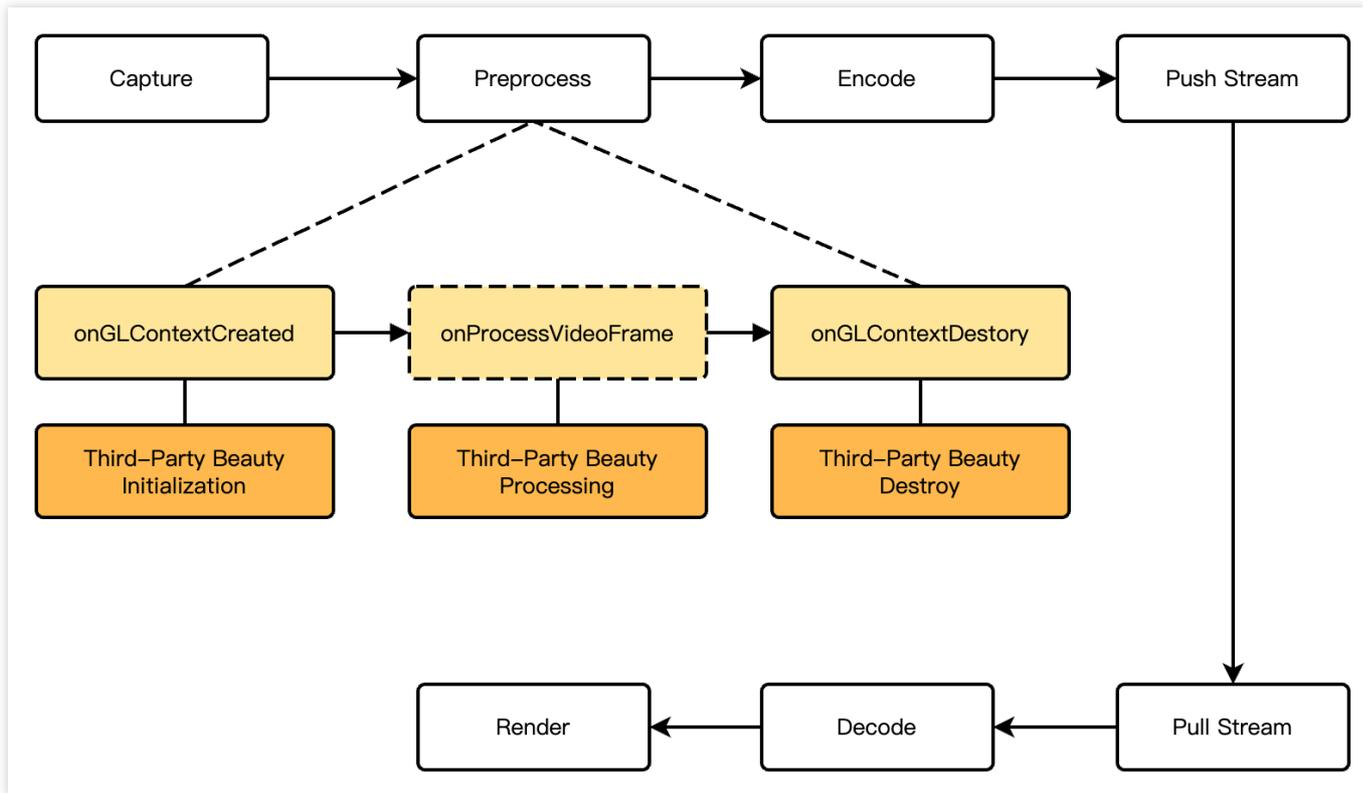 Capture
Preprocess
Encode
Push Stream
onGLContextCreated
onProcessVideoFrame
onGLContextDestory
Third–Party Beauty
Initialization
Third–Party Beauty
Processing
Third–Party Beauty
Destroy
Render
Decode
Pull Stream